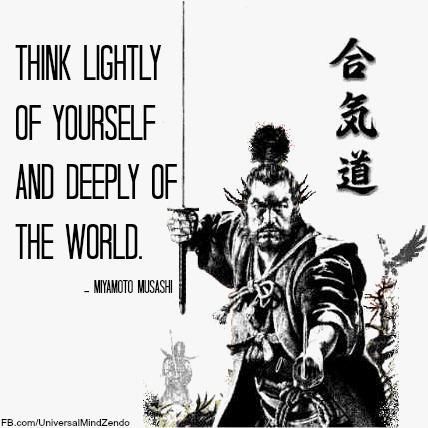 THINK LIGHTLY
OF YOURSELF
AND DEEPLY OF
THE WORLD.
- MIYAMOTO MUSASHI
合気道
FB.com/UniversalMindZendo